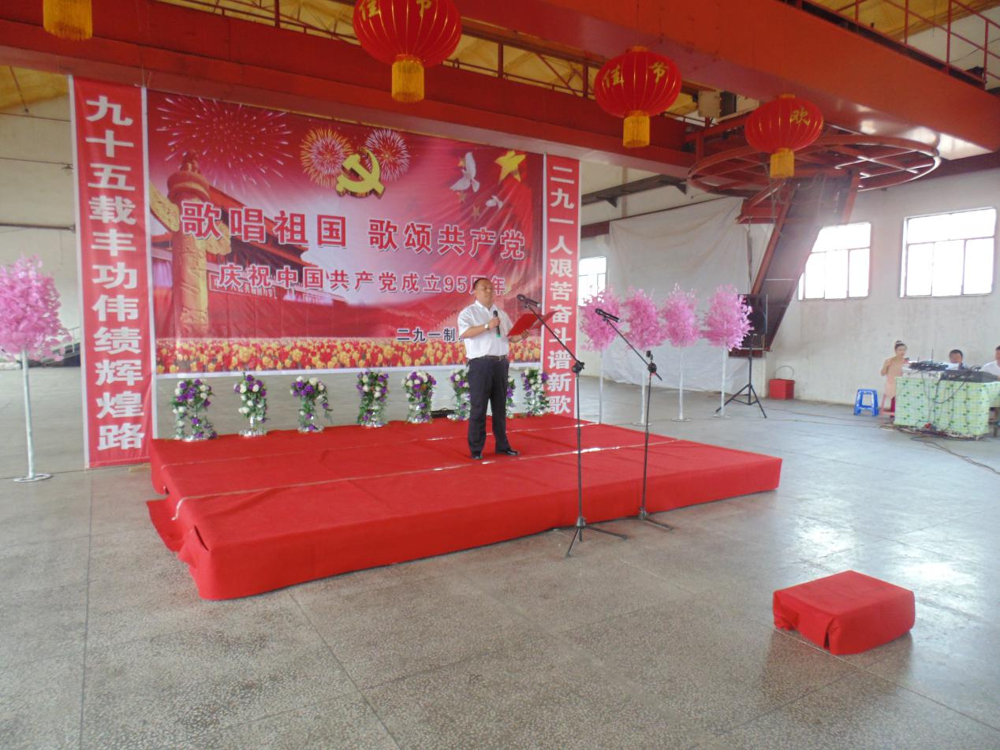 佳节
佳节
欢
九十五载丰功伟绩辉煌路
歌唱祖国 歌颂共产党
庆祝中国共产党成立95周年
二九一制
二九一人艰苦奋斗谱新歌